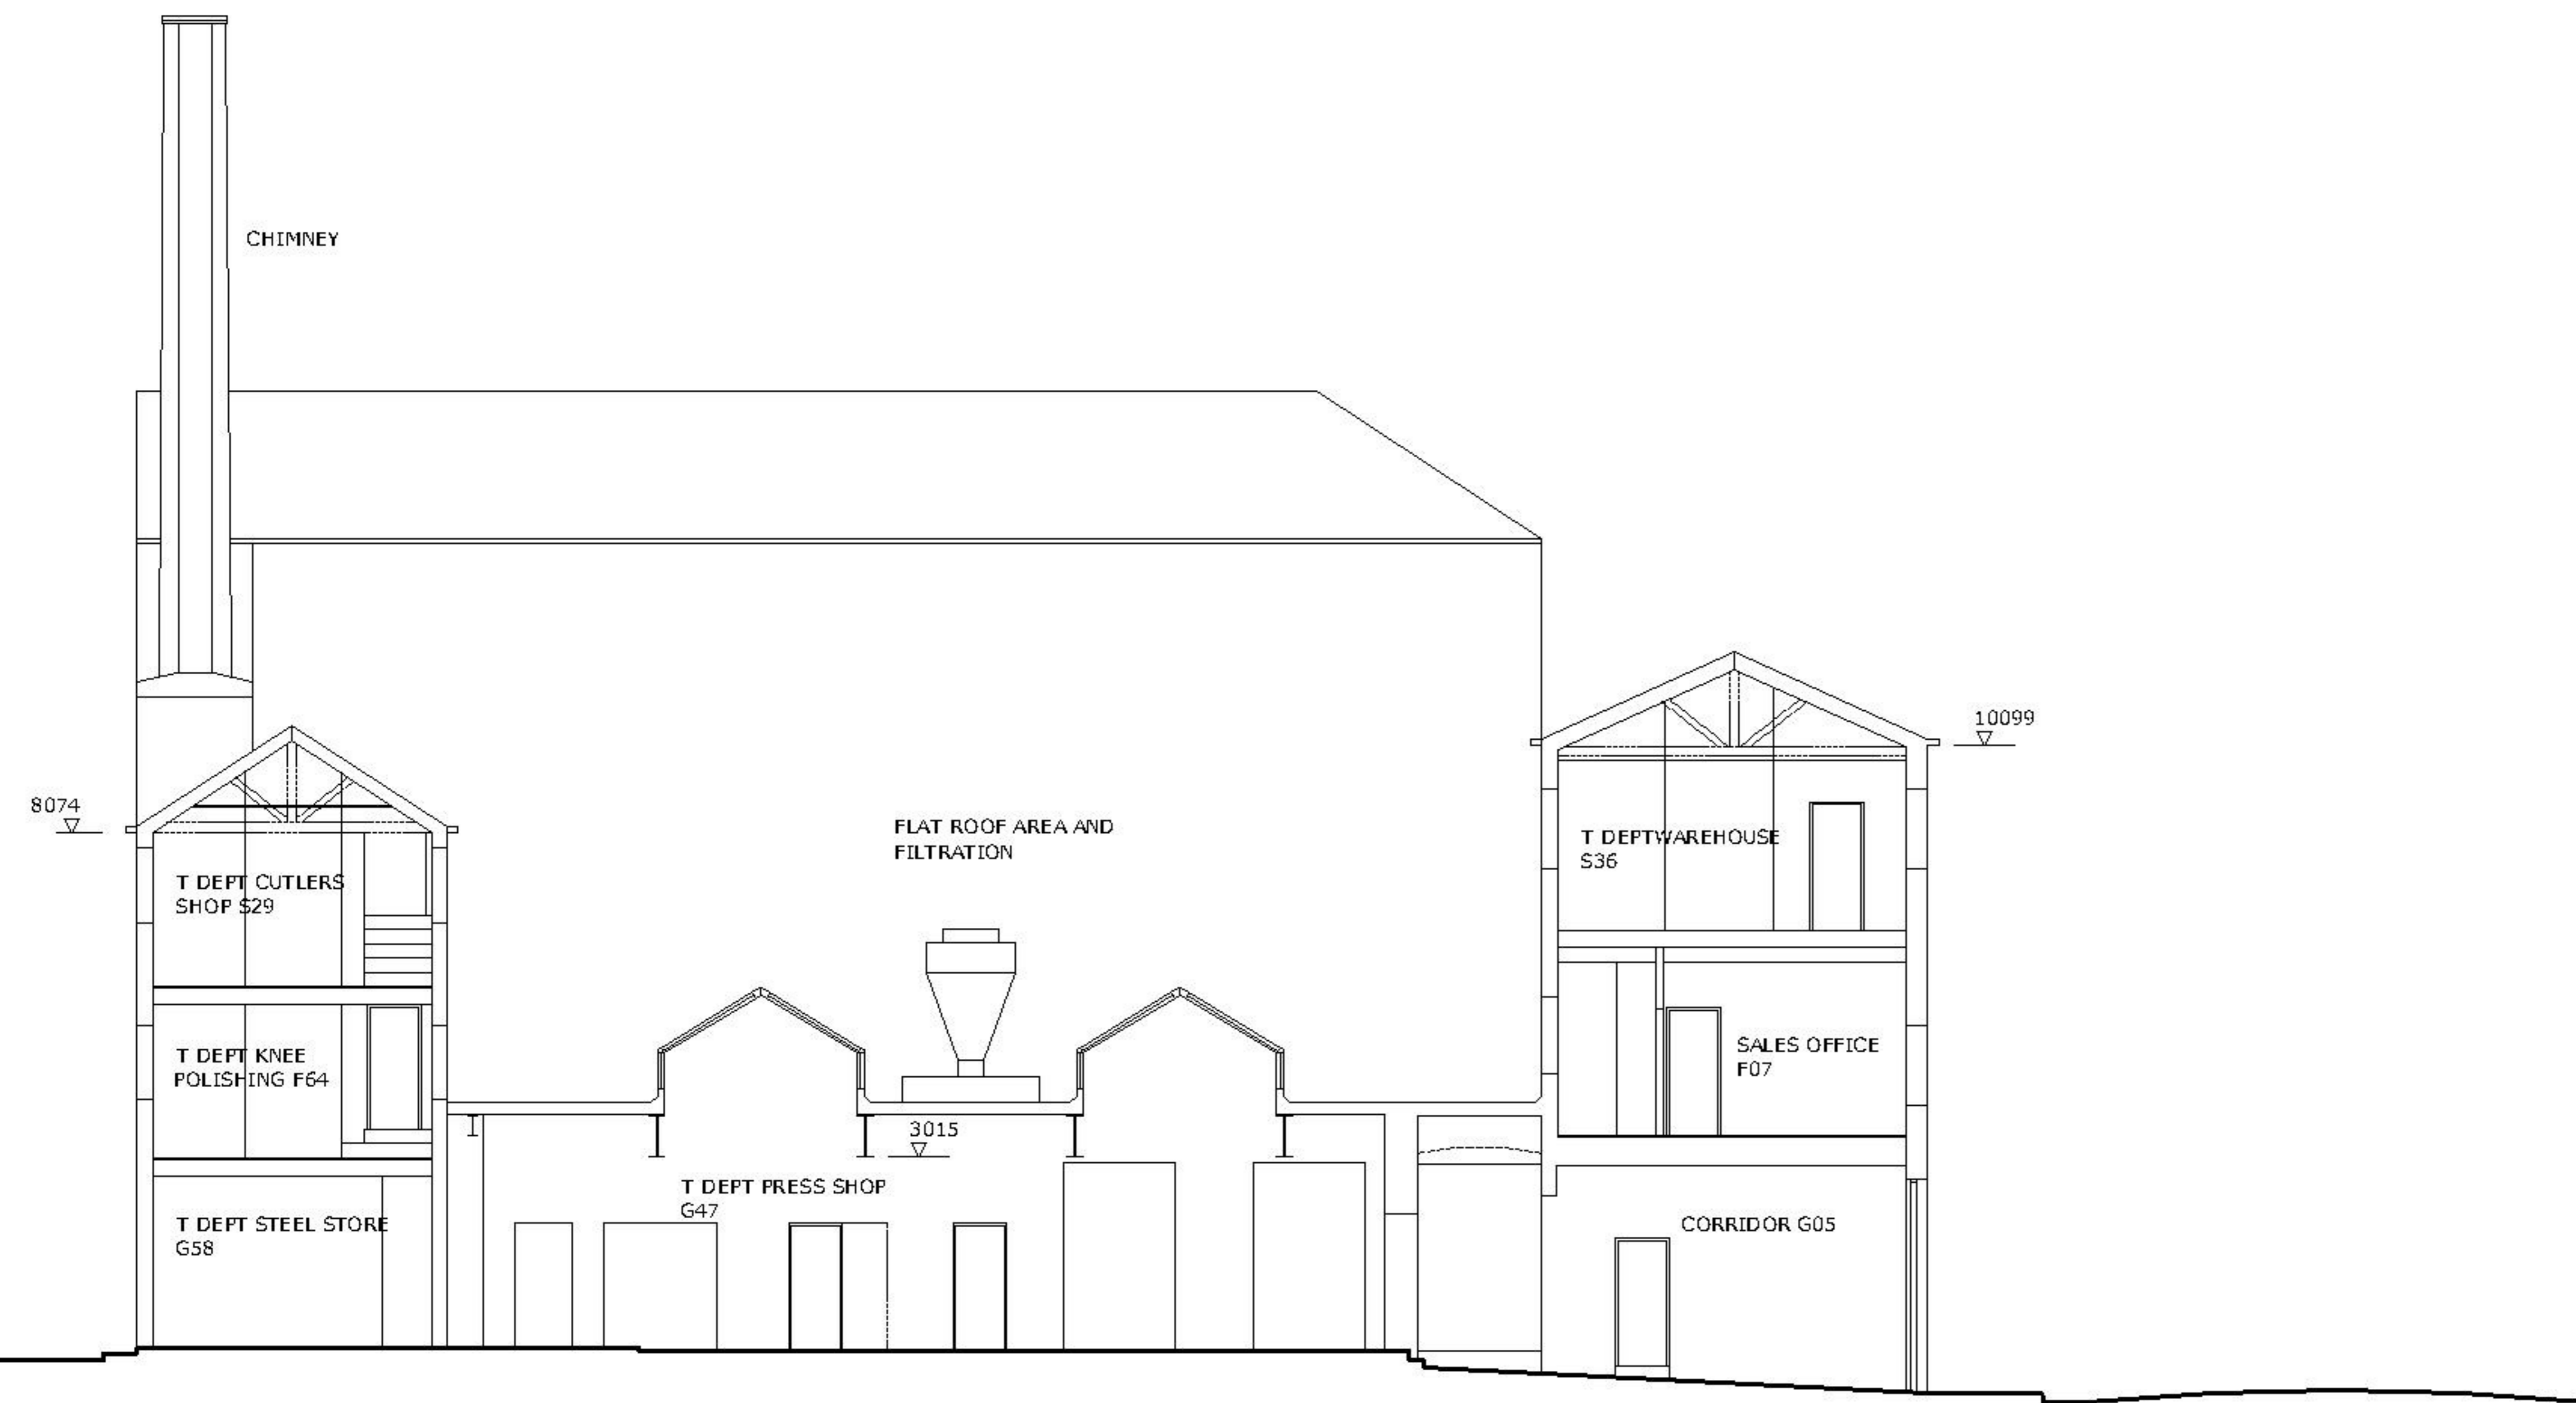 CHIMNEY
10099
8074
FLAT ROOF AREA AND
FILTRATION
T DEPTWAREHOUSE
S36
T DEPT CUTLERS
SHOP S29
SALES OFFICE
F07
T DEPT KNEE
POLISHING F64
3015
T DEPT PRESS SHOP
G47
T DEPT STEEL STORE
G58
CORRIDOR G05